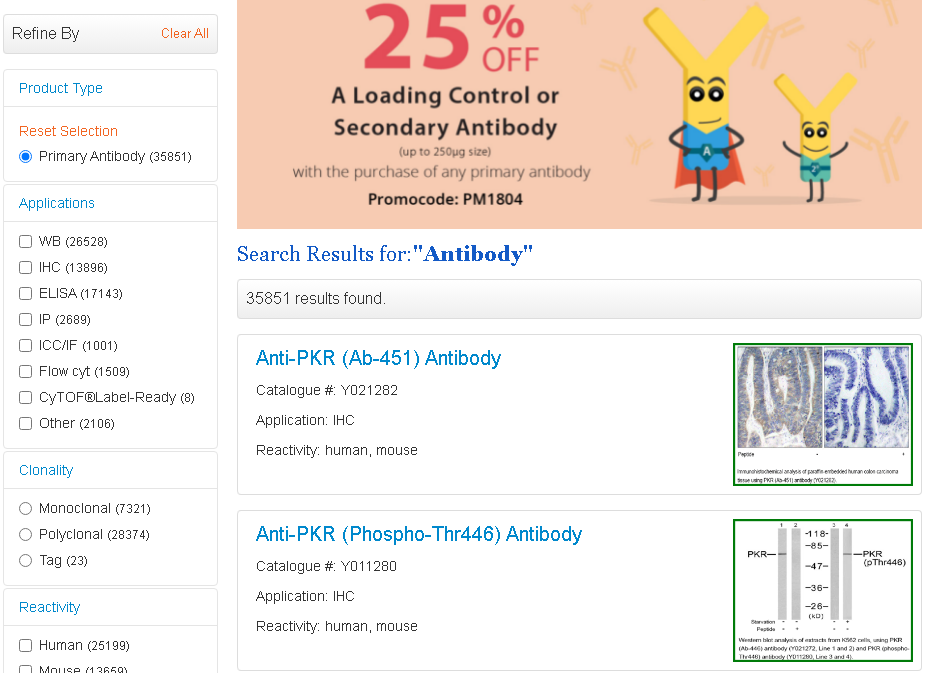 Refine By
Clear All
Product Type
Reset Selection
Primary Antibody (35851)
Applications
WB (26528)
IHC (13896)
ELISA (17143)
IP (2689)
ICC/IF (1001)
Flow cyt (1509)
CyTOF®Label-Ready (8)
Other (2106)
Clonality
Monoclonal (7321)
Polyclonal (28374)
Tag (23)
Reactivity
Human (25199)
Mouse (13659)
25% OFF
A Loading Control or
Secondary Antibody
(up to 250µg size)
with the purchase of any primary antibody
Promocode: PM1804
A
Search Results for:"Antibody"
35851 results found.
Anti-PKR (Ab-451) Antibody
Catalogue #: Y021282
Application: IHC
Reactivity: human, mouse
Peptide - +
Immunohistochemical analysis of paraffin-embedded human colon carcinoma
tissue using PKR (Ab-451) antibody (Y021282).
Anti-PKR (Phospho-Thr446) Antibody
Catalogue #: Y011280
Application: IHC
Reactivity: human, mouse
1 2 3 4
-118-
-85-
PKR
PKR
(pThr446)
-47-
-36-
-26-
(kD)
Starvation - - - +
Peptide - + - -
Western blot analysis of extracts from K562 cells, using PKR
(Ab-446) antibody (Y021272, Line 1 and 2) and PKR (phospho-
Thr446) antibody (Y011280, Line 3 and 4).